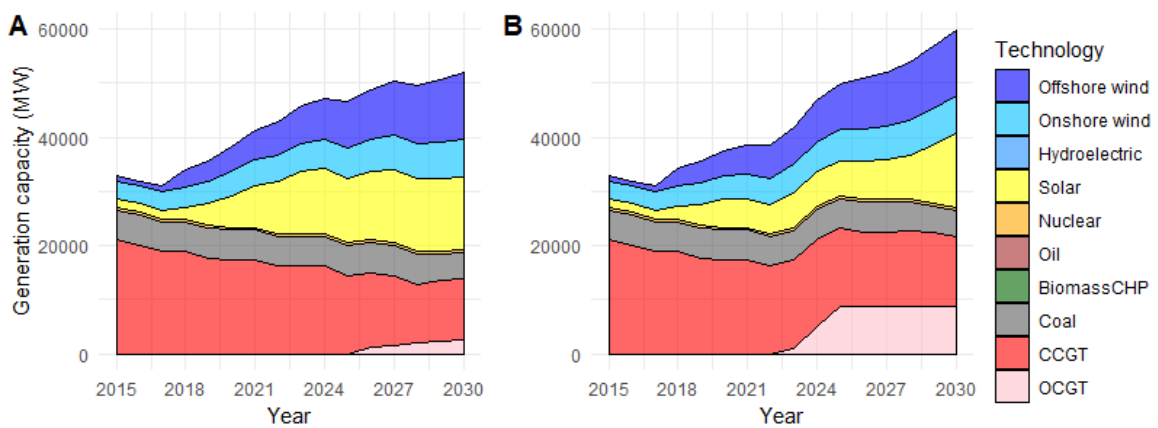 A
B
Generation capacity (MW)
60000
40000
20000
0
2015 2018 2021 2024 2027 2030
Year
60000
40000
20000
0
2015 2018 2021 2024 2027 2030
Year
Technology
Offshore wind
Onshore wind
Hydroelectric
Solar
Nuclear
Oil
BiomassCHP
Coal
CCGT
OCGT